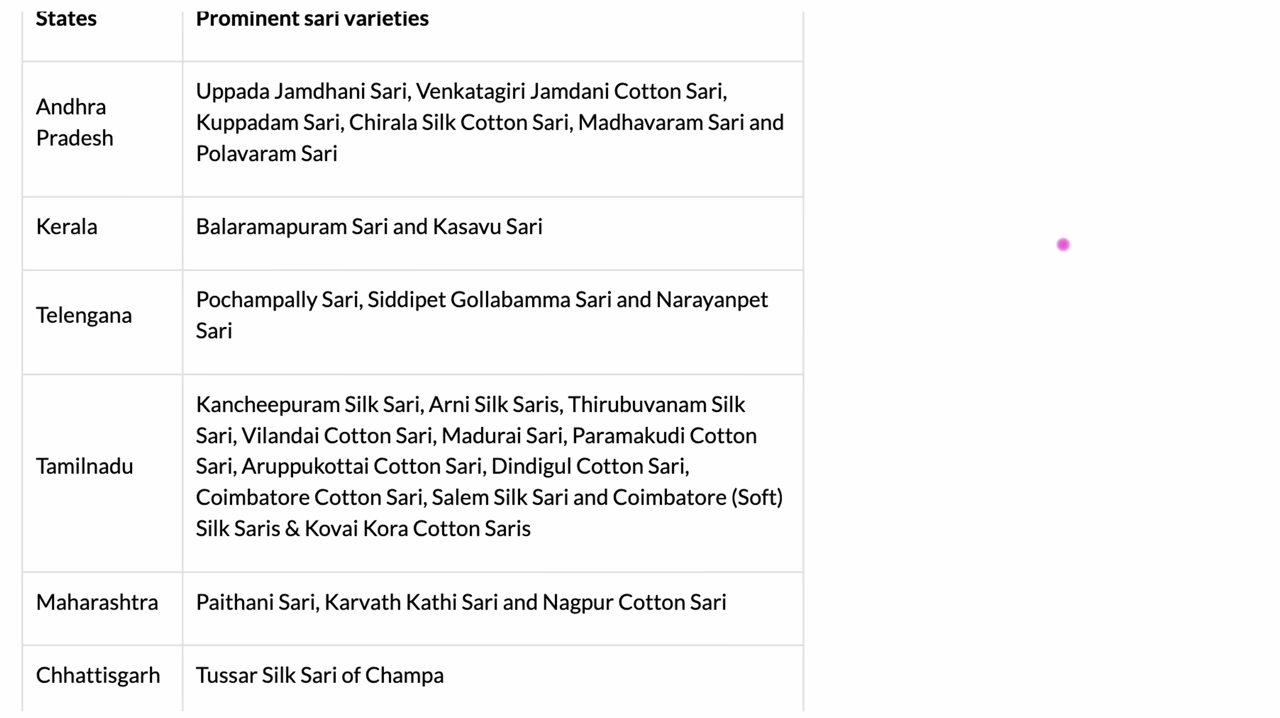 States
Prominent sari varieties
Andhra
Pradesh
Uppada Jamdhani Sari, Venkatagiri Jamdani Cotton Sari,
Kuppadam Sari, Chirala Silk Cotton Sari, Madhavaram Sari and
Polavaram Sari
Kerala
Balaramapuram Sari and Kasavu Sari
Telengana
Pochampally Sari, Siddipet Gollabamma Sari and Narayanpet
Sari
Tamilnadu
Kancheepuram Silk Sari, Arni Silk Saris, Thirubuvanam Silk
Sari, Vilandai Cotton Sari, Madurai Sari, Paramakudi Cotton
Sari, Aruppukottai Cotton Sari, Dindigul Cotton Sari,
Coimbatore Cotton Sari, Salem Silk Sari and Coimbatore (Soft)
Silk Saris & Kovai Kora Cotton Saris
Maharashtra
Paithani Sari, Karvath Kathi Sari and Nagpur Cotton Sari
Chhattisgarh
Tussar Silk Sari of Champa